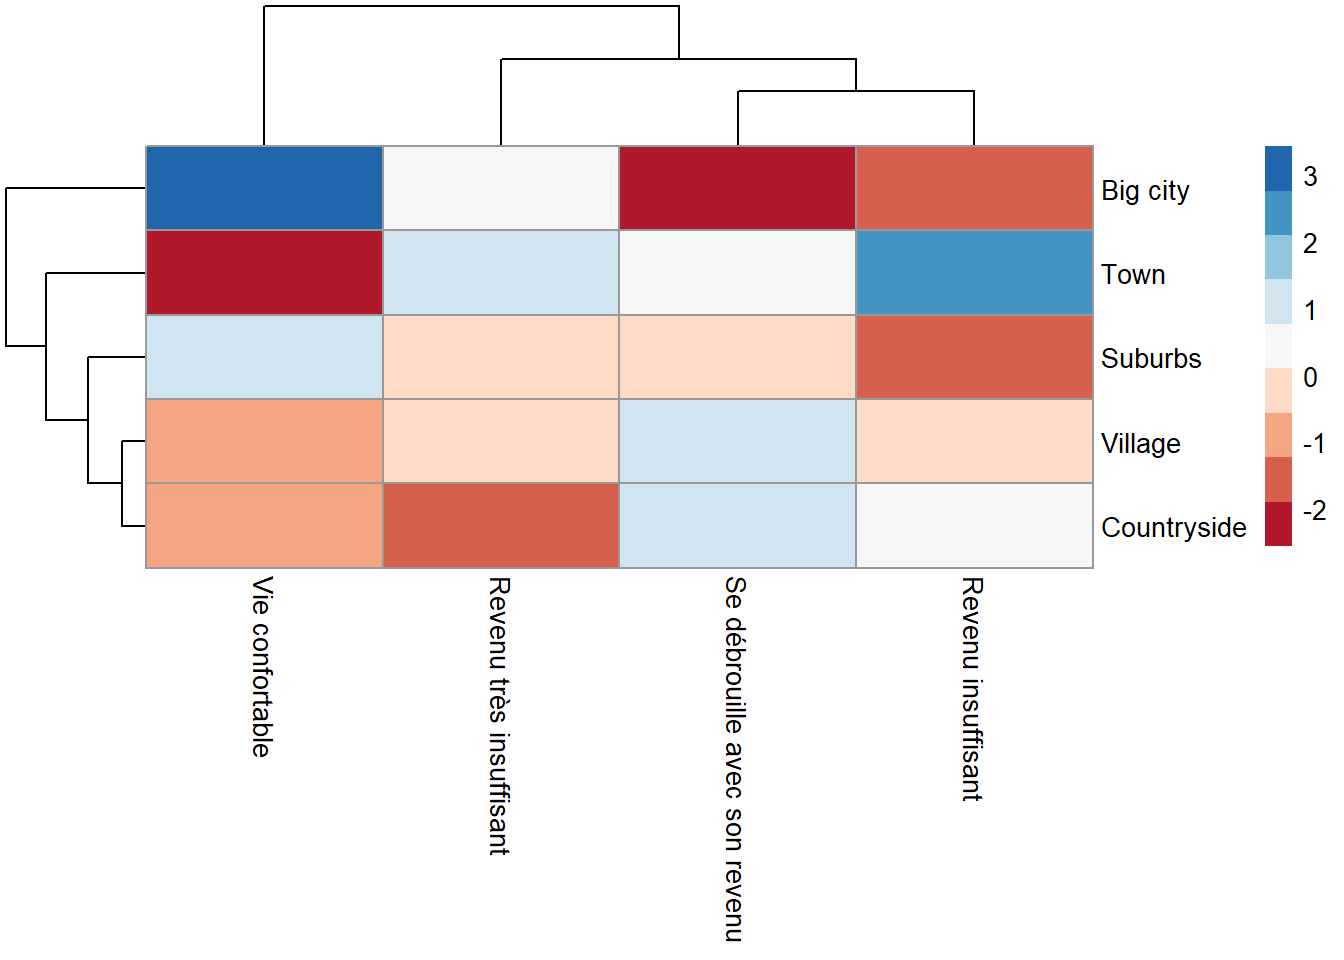 Big city
Town
Suburbs
Village
Countryside
3
2
1
0
-1
-2
Vie confortable
Revenu très insuffisant
Se débrouille avec son revenu
Revenu insuffisant